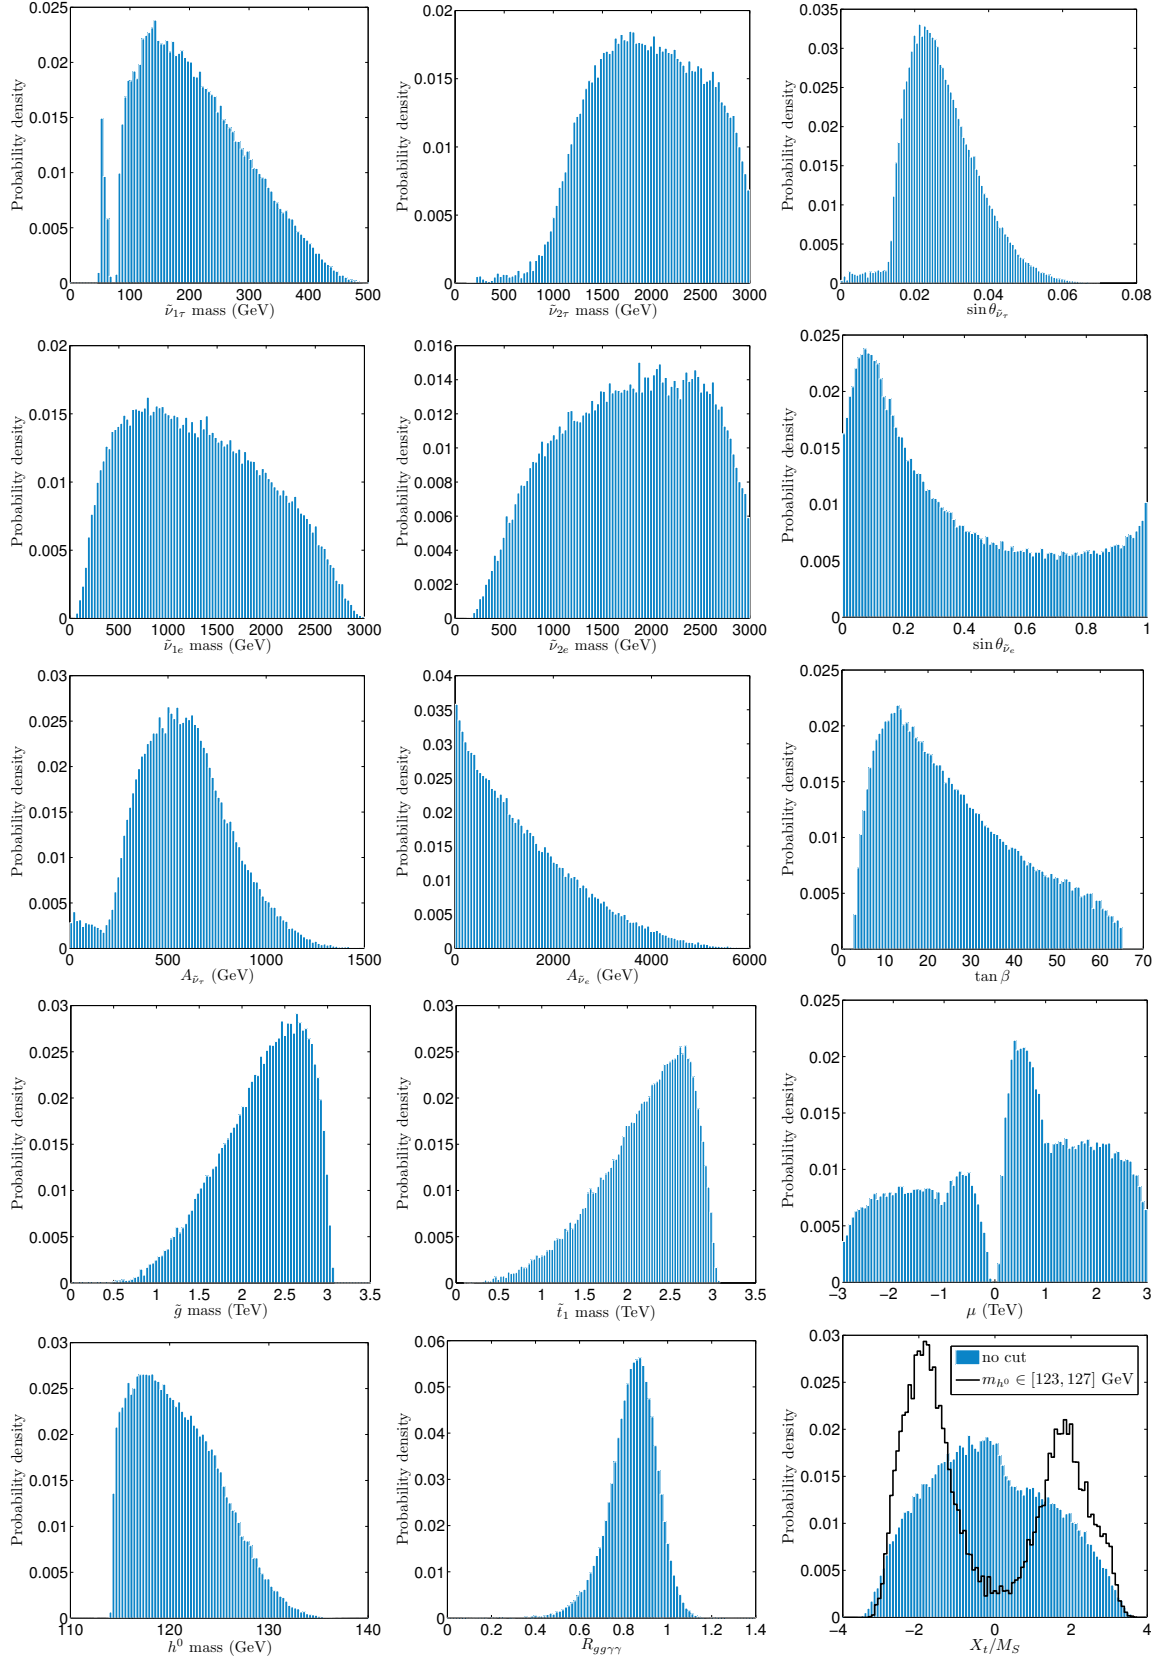 Probability density
0.025
0.02
0.015
0.01
0.005
0
0 100 200 300 400 500
ν̃₁τ mass (GeV)
Probability density
0.02
0.015
0.01
0.005
0
0 500 1000 1500 2000 2500 3000
ν̃₂τ mass (GeV)
Probability density
0.035
0.03
0.025
0.02
0.015
0.01
0.005
0
0 0.02 0.04 0.06 0.08
sin θ_ν̃τ
Probability density
0.02
0.015
0.01
0.005
0
0 500 1000 1500 2000 2500 3000
ν̃₁e mass (GeV)
Probability density
0.016
0.014
0.012
0.01
0.008
0.006
0.004
0.002
0
0 500 1000 1500 2000 2500 3000
ν̃₂e mass (GeV)
Probability density
0.025
0.02
0.015
0.01
0.005
0
0 0.2 0.4 0.6 0.8 1
sin θ_ν̃e
Probability density
0.03
0.025
0.02
0.015
0.01
0.005
0
0 500 1000 1500
A_ν̃τ (GeV)
Probability density
0.04
0.035
0.03
0.025
0.02
0.015
0.01
0.005
0
0 2000 4000 6000
A_ν̃e (GeV)
Probability density
0.025
0.02
0.015
0.01
0.005
0
0 10 20 30 40 50 60 70
tan β
Probability density
0.03
0.025
0.02
0.015
0.01
0.005
0
0 0.5 1 1.5 2 2.5 3 3.5
g̃ mass (TeV)
Probability density
0.03
0.025
0.02
0.015
0.01
0.005
0
0 0.5 1 1.5 2 2.5 3 3.5
t̃₁ mass (TeV)
Probability density
0.025
0.02
0.015
0.01
0.005
0
−3 −2 −1 0 1 2 3
μ (TeV)
Probability density
0.03
0.025
0.02
0.015
0.01
0.005
0
110 120 130 140
h⁰ mass (GeV)
Probability density
0.06
0.05
0.04
0.03
0.02
0.01
0
0 0.2 0.4 0.6 0.8 1 1.2 1.4
R_ggγγ
Probability density
0.03
0.025
0.02
0.015
0.01
0.005
0
no cut
m_h⁰ ∈ [123, 127] GeV
−4 −2 0 2 4
X_t/M_S